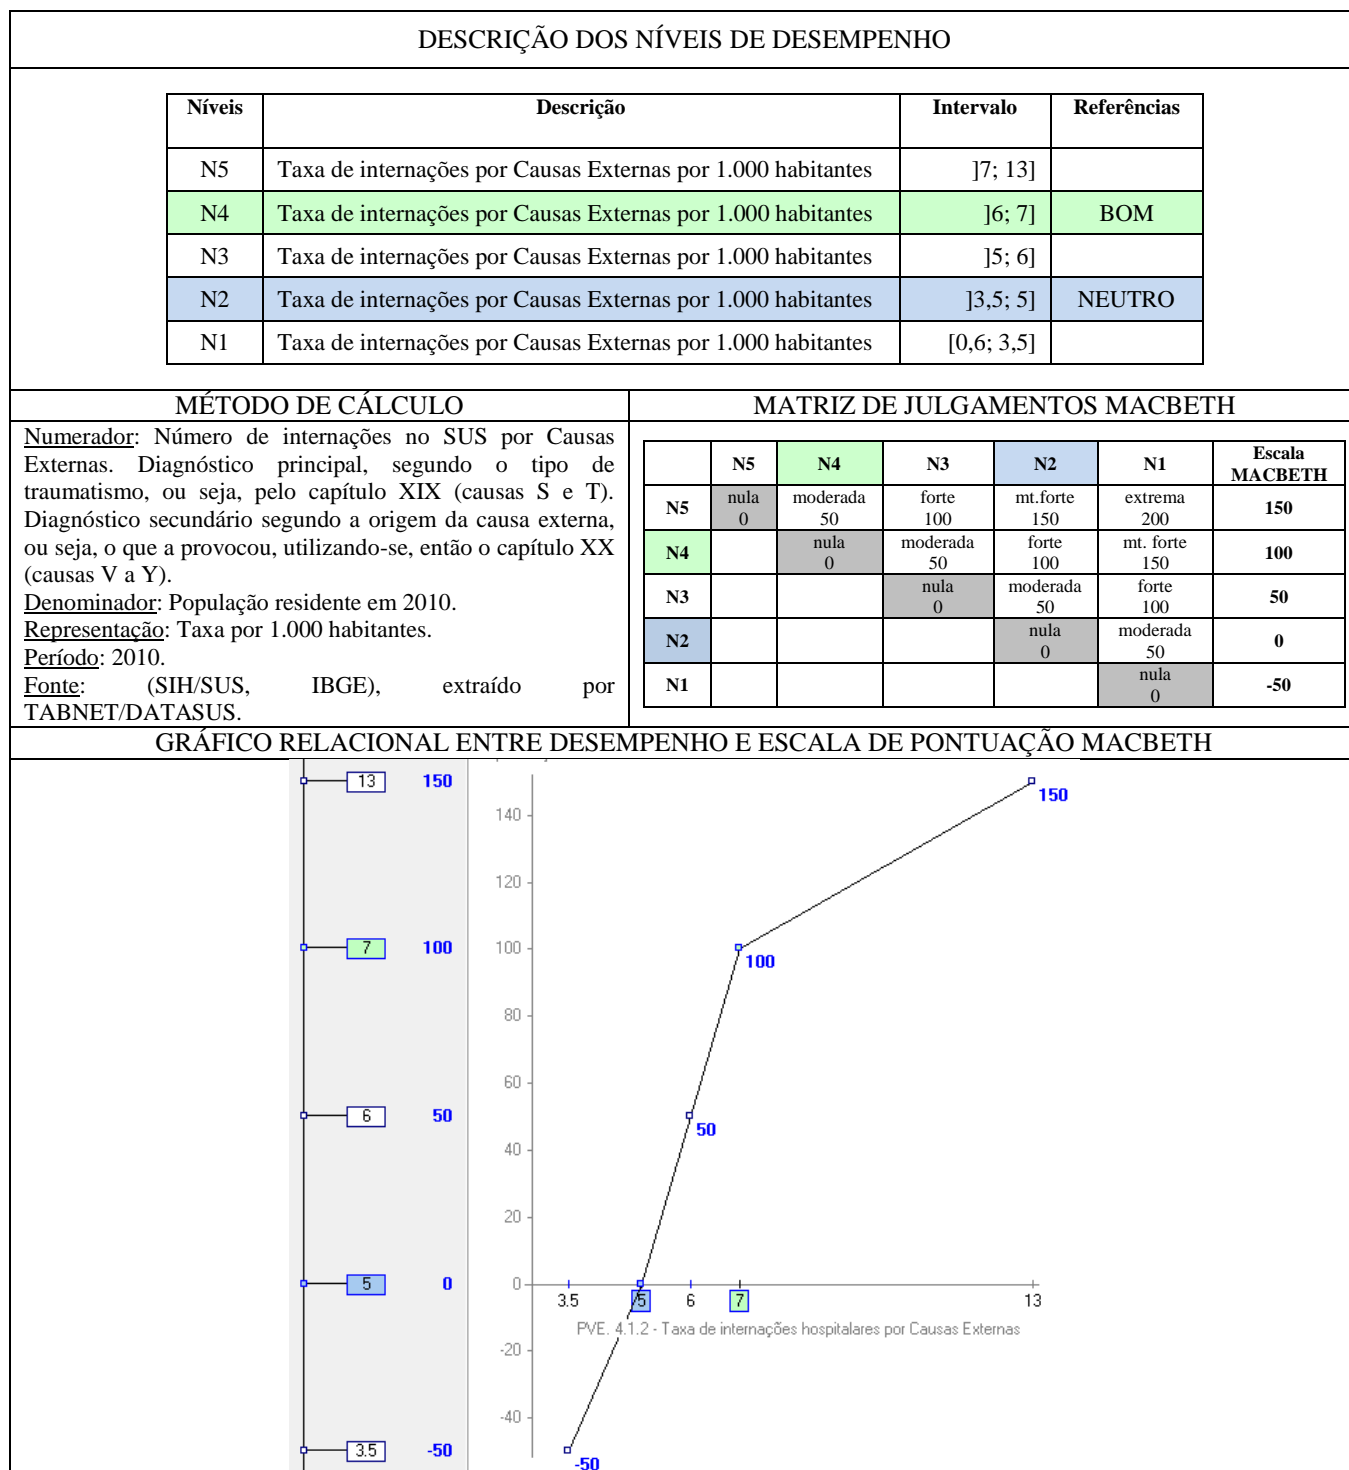 DESCRIÇÃO DOS NÍVEIS DE DESEMPENHO
Níveis Descrição Intervalo Referências
N5 Taxa de internações por Causas Externas por 1.000 habitantes ]7; 13]
N4 Taxa de internações por Causas Externas por 1.000 habitantes ]6; 7] BOM
N3 Taxa de internações por Causas Externas por 1.000 habitantes ]5; 6]
N2 Taxa de internações por Causas Externas por 1.000 habitantes ]3,5; 5] NEUTRO
N1 Taxa de internações por Causas Externas por 1.000 habitantes [0,6; 3,5]
MÉTODO DE CÁLCULO
Numerador: Número de internações no SUS por Causas
Externas. Diagnóstico principal, segundo o tipo de
traumatismo, ou seja, pelo capítulo XIX (causas S e T).
Diagnóstico secundário segundo a origem da causa externa,
ou seja, o que a provocou, utilizando-se, então o capítulo XX
(causas V a Y).
Denominador: População residente em 2010.
Representação: Taxa por 1.000 habitantes.
Período: 2010.
Fonte: (SIH/SUS, IBGE), extraído por
TABNET/DATASUS.
MATRIZ DE JULGAMENTOS MACBETH
N5 N4 N3 N2 N1 Escala
MACBETH
N5 nula moderada forte mt.forte extrema 150
0 50 100 150 200
N4 nula moderada forte mt. forte 100
0 50 100 150
N3 nula moderada forte 50
0 50 100
N2 nula moderada 0
0 50
N1 nula -50
0
GRÁFICO RELACIONAL ENTRE DESEMPENHO E ESCALA DE PONTUAÇÃO MACBETH
13 150
7 100
6 50
5 0
3.5 -50
140
120
100
80
60
40
20
0
-20
-40
150
100
50
-50
3.5 5 6 7 13
PVE. 4.1.2 - Taxa de internações hospitalares por Causas Externas